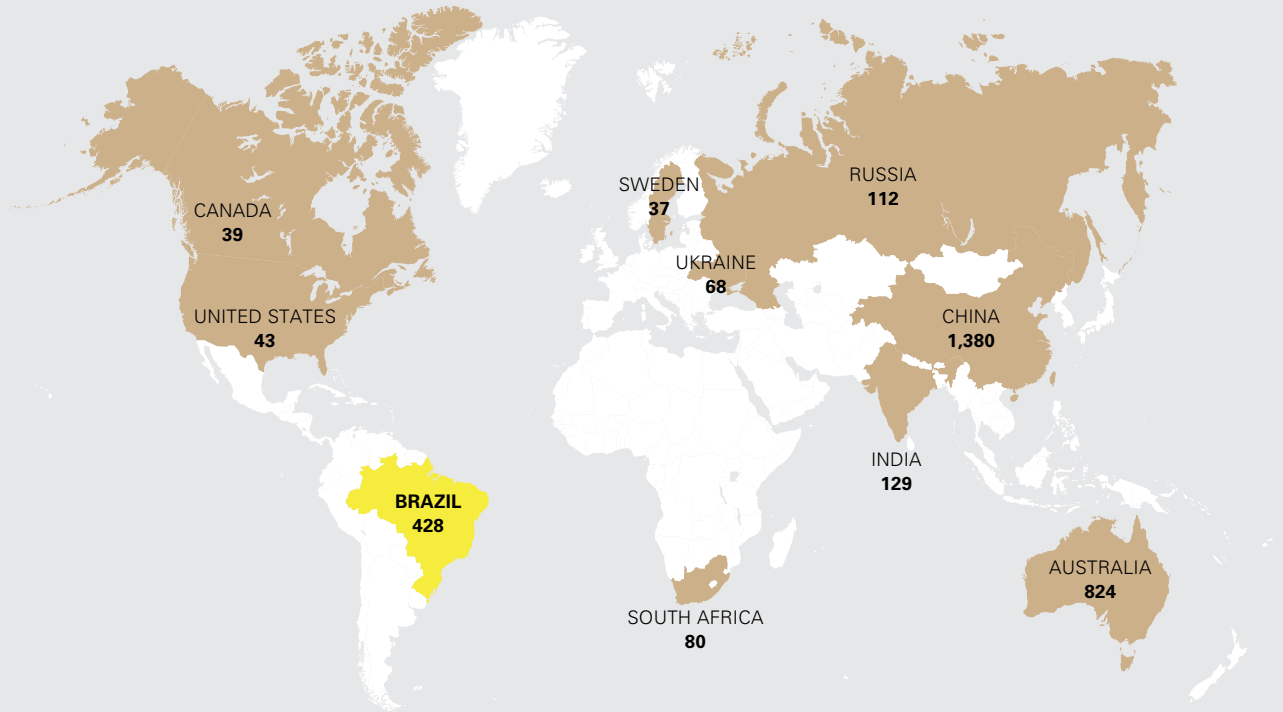 SWEDEN
37
RUSSIA
112
CANADA
39
UKRAINE
68
UNITED STATES
43
CHINA
1,380
INDIA
129
BRAZIL
428
AUSTRALIA
824
SOUTH AFRICA
80